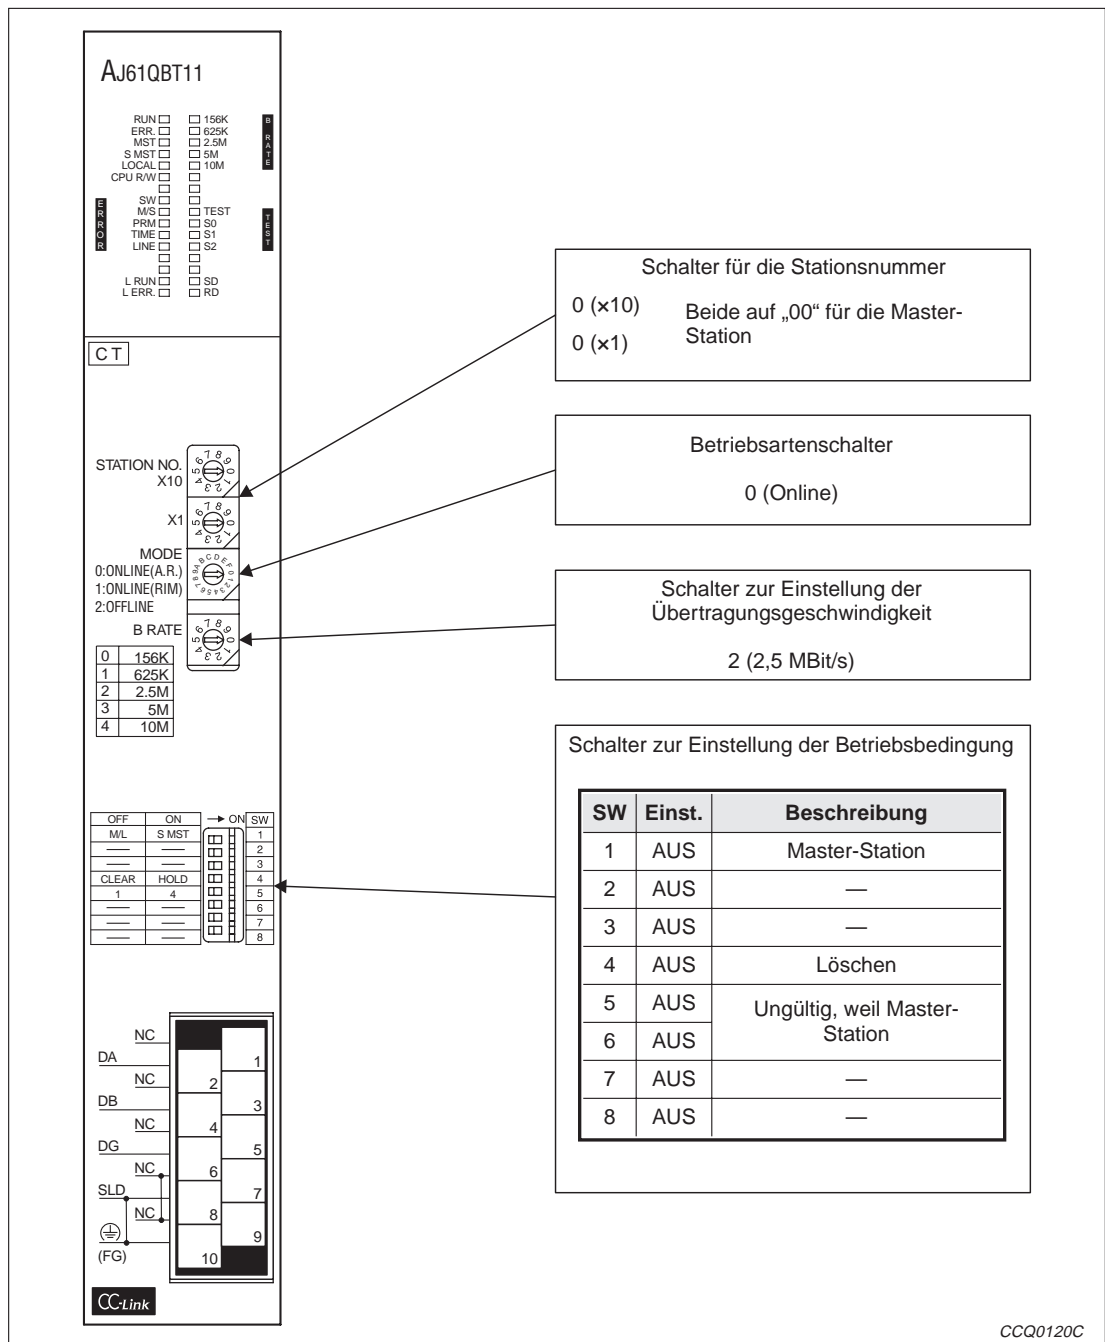 AJ61QBT11
RUN 156K
ERR. 625K
MST 2.5M
S MST 5M
LOCAL 10M
CPU R/W
B RATE
SW
M/S TEST
PRM S0
TIME S1
LINE S2
ERROR
TEST
L RUN SD
L ERR. RD
CT
STATION NO.
X10
X1
MODE
0:ONLINE(A.R.)
1:ONLINE(RIM)
2:OFFLINE
B RATE
0 156K
1 625K
2 2.5M
3 5M
4 10M
OFF ON → ON SW
M/L S MST 1
— — 2
— — 3
CLEAR HOLD 4
1 4 5
— — 6
— — 7
— — 8
NC
DA 1
NC 2
DB 3
NC 4
DG 5
NC 6
SLD 7
NC 8
9
(FG) 10
CC-Link
Schalter für die Stationsnummer
0 (×10) Beide auf „00“ für die Master-
0 (×1) Station
Betriebsartenschalter
0 (Online)
Schalter zur Einstellung der
Übertragungsgeschwindigkeit
2 (2,5 MBit/s)
Schalter zur Einstellung der Betriebsbedingung
SW Einst. Beschreibung
1 AUS Master-Station
2 AUS —
3 AUS —
4 AUS Löschen
5 AUS Ungültig, weil Master-
6 AUS Station
7 AUS —
8 AUS —
CCQ0120C